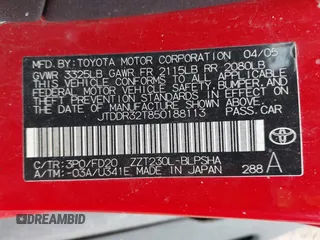 MFD. BY:TOYOTA MOTOR CORPORATION 04/05
GVWR 3325LB GAWR FR 2115LB RR 2080LB
THIS VEHICLE CONFORMS TO ALL APPLICABLE FEDERAL
MOTOR VEHICLE SAFETY, BUMPER, AND THEFT PREVENTION
STANDARDS IN EFFECT ON THE DATE OF MANUFACTURE
SHOWN ABOVE.
JTDDR32T850188113 PASS.CAR
C/TR: 3P0/FD20 ZZT230L-BLPSHA
A/TM: -03A/U341E MADE IN JAPAN 288 A
TOYOTA
DREAMBID